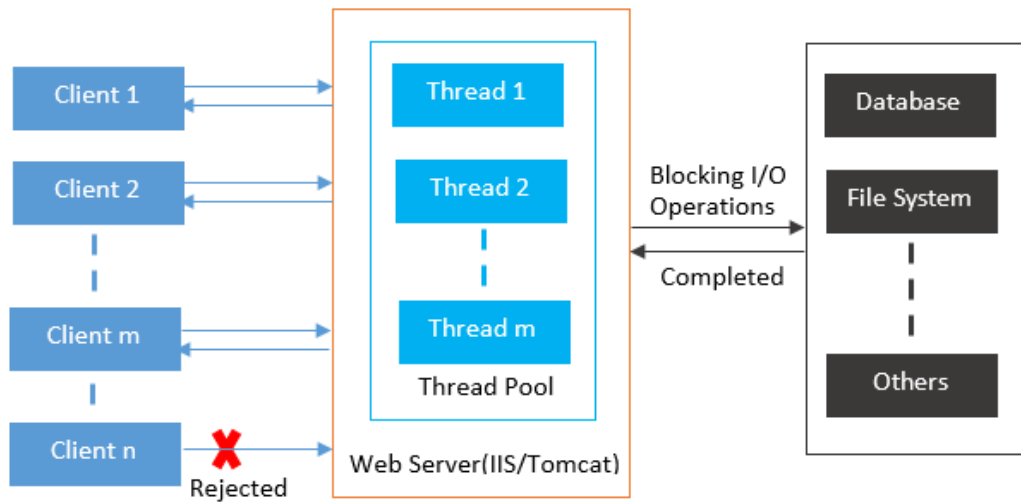 Client 1
Client 2
Client m
Client n
Rejected
Thread 1
Thread 2
Thread m
Thread Pool
Web Server(IIS/Tomcat)
Blocking I/O
Operations
Completed
Database
File System
Others